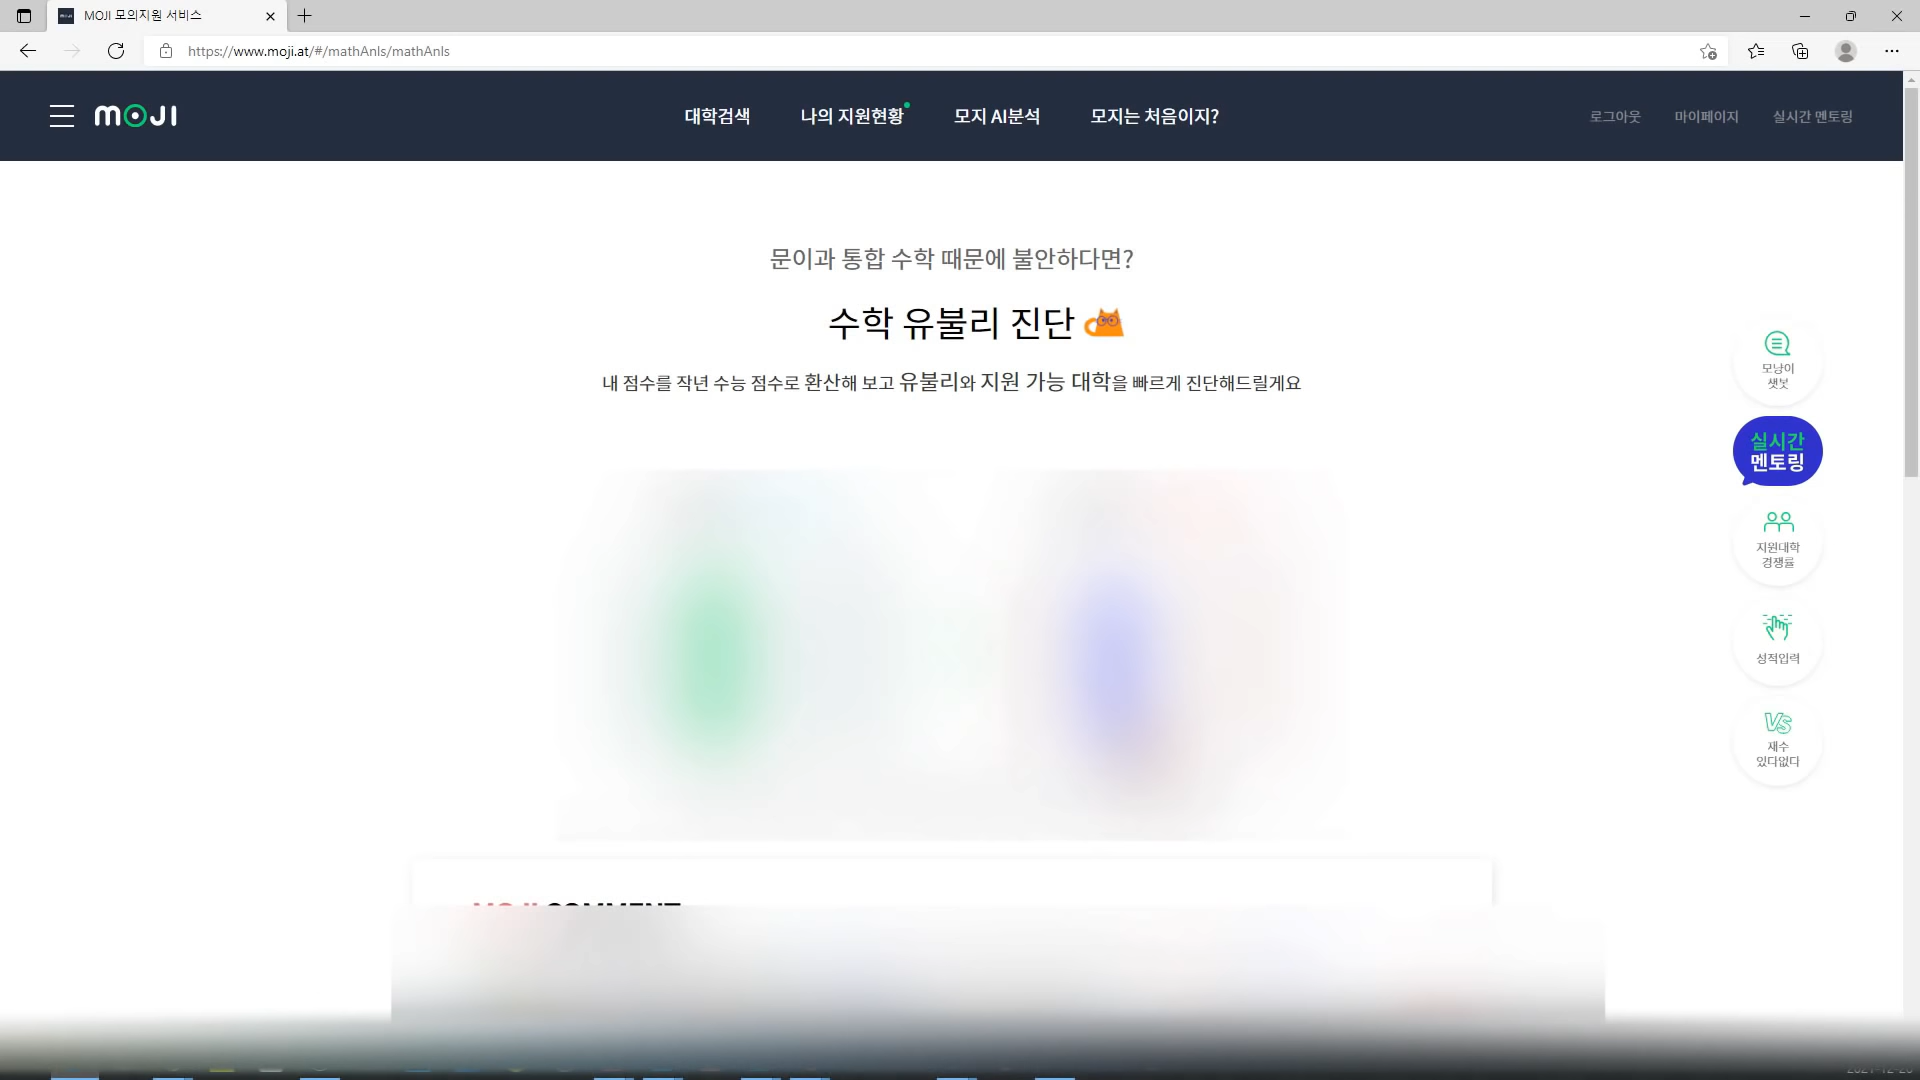 MOJI 모의지원 서비스
https://www.moji.at/#/mathAnls/mathAnls
MOJI
대학검색
나의 지원현황
모지 AI분석
모지는 처음이지?
로그아웃
마이페이지
실시간 멘토링
문이과 통합 수학 때문에 불안하다면?
수학 유불리 진단
내 점수를 작년 수능 점수로 환산해 보고 유불리와 지원 가능 대학을 빠르게 진단해드릴게요
모냥이
챗봇
실시간
멘토링
지원대학
경쟁률
성적입력
VS
재수
있다없다
MOJI COMMENT